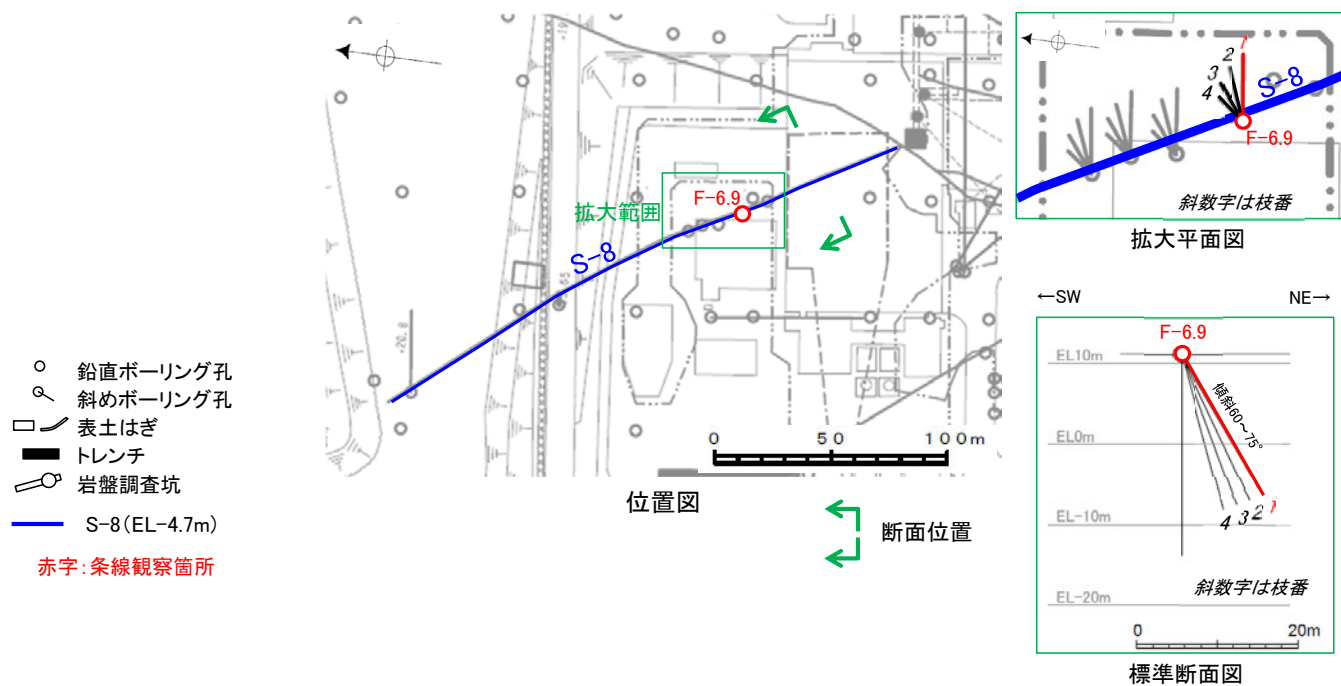 鉛直ボーリング孔
斜めボーリング孔
表土はぎ
トレンチ
岩盤調査坑
S-8(EL-4.7m)
赤字:条線観察箇所
拡大範囲
F-6.9
S-8
+20.8
0 50 100m
位置図
断面位置
2
3
4
S-8
F-6.9
斜数字は枝番
拡大平面図
←SW NE→
F-6.9
EL10m
傾斜60~75°
EL0m
4 3 2
EL-10m
斜数字は枝番
EL-20m
0 20m
標準断面図